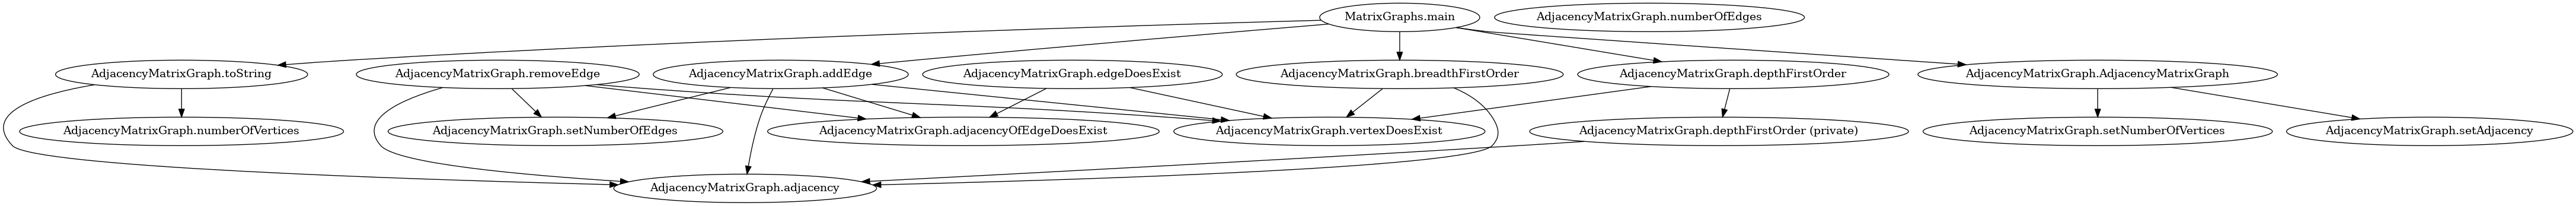 MatrixGraphs.main
AdjacencyMatrixGraph.numberOfEdges
AdjacencyMatrixGraph.toString
AdjacencyMatrixGraph.removeEdge
AdjacencyMatrixGraph.addEdge
AdjacencyMatrixGraph.edgeDoesExist
AdjacencyMatrixGraph.breadthFirstOrder
AdjacencyMatrixGraph.depthFirstOrder
AdjacencyMatrixGraph.AdjacencyMatrixGraph
AdjacencyMatrixGraph.numberOfVertices
AdjacencyMatrixGraph.setNumberOfEdges
AdjacencyMatrixGraph.adjacencyOfEdgeDoesExist
AdjacencyMatrixGraph.vertexDoesExist
AdjacencyMatrixGraph.depthFirstOrder (private)
AdjacencyMatrixGraph.setNumberOfVertices
AdjacencyMatrixGraph.setAdjacency
AdjacencyMatrixGraph.adjacency